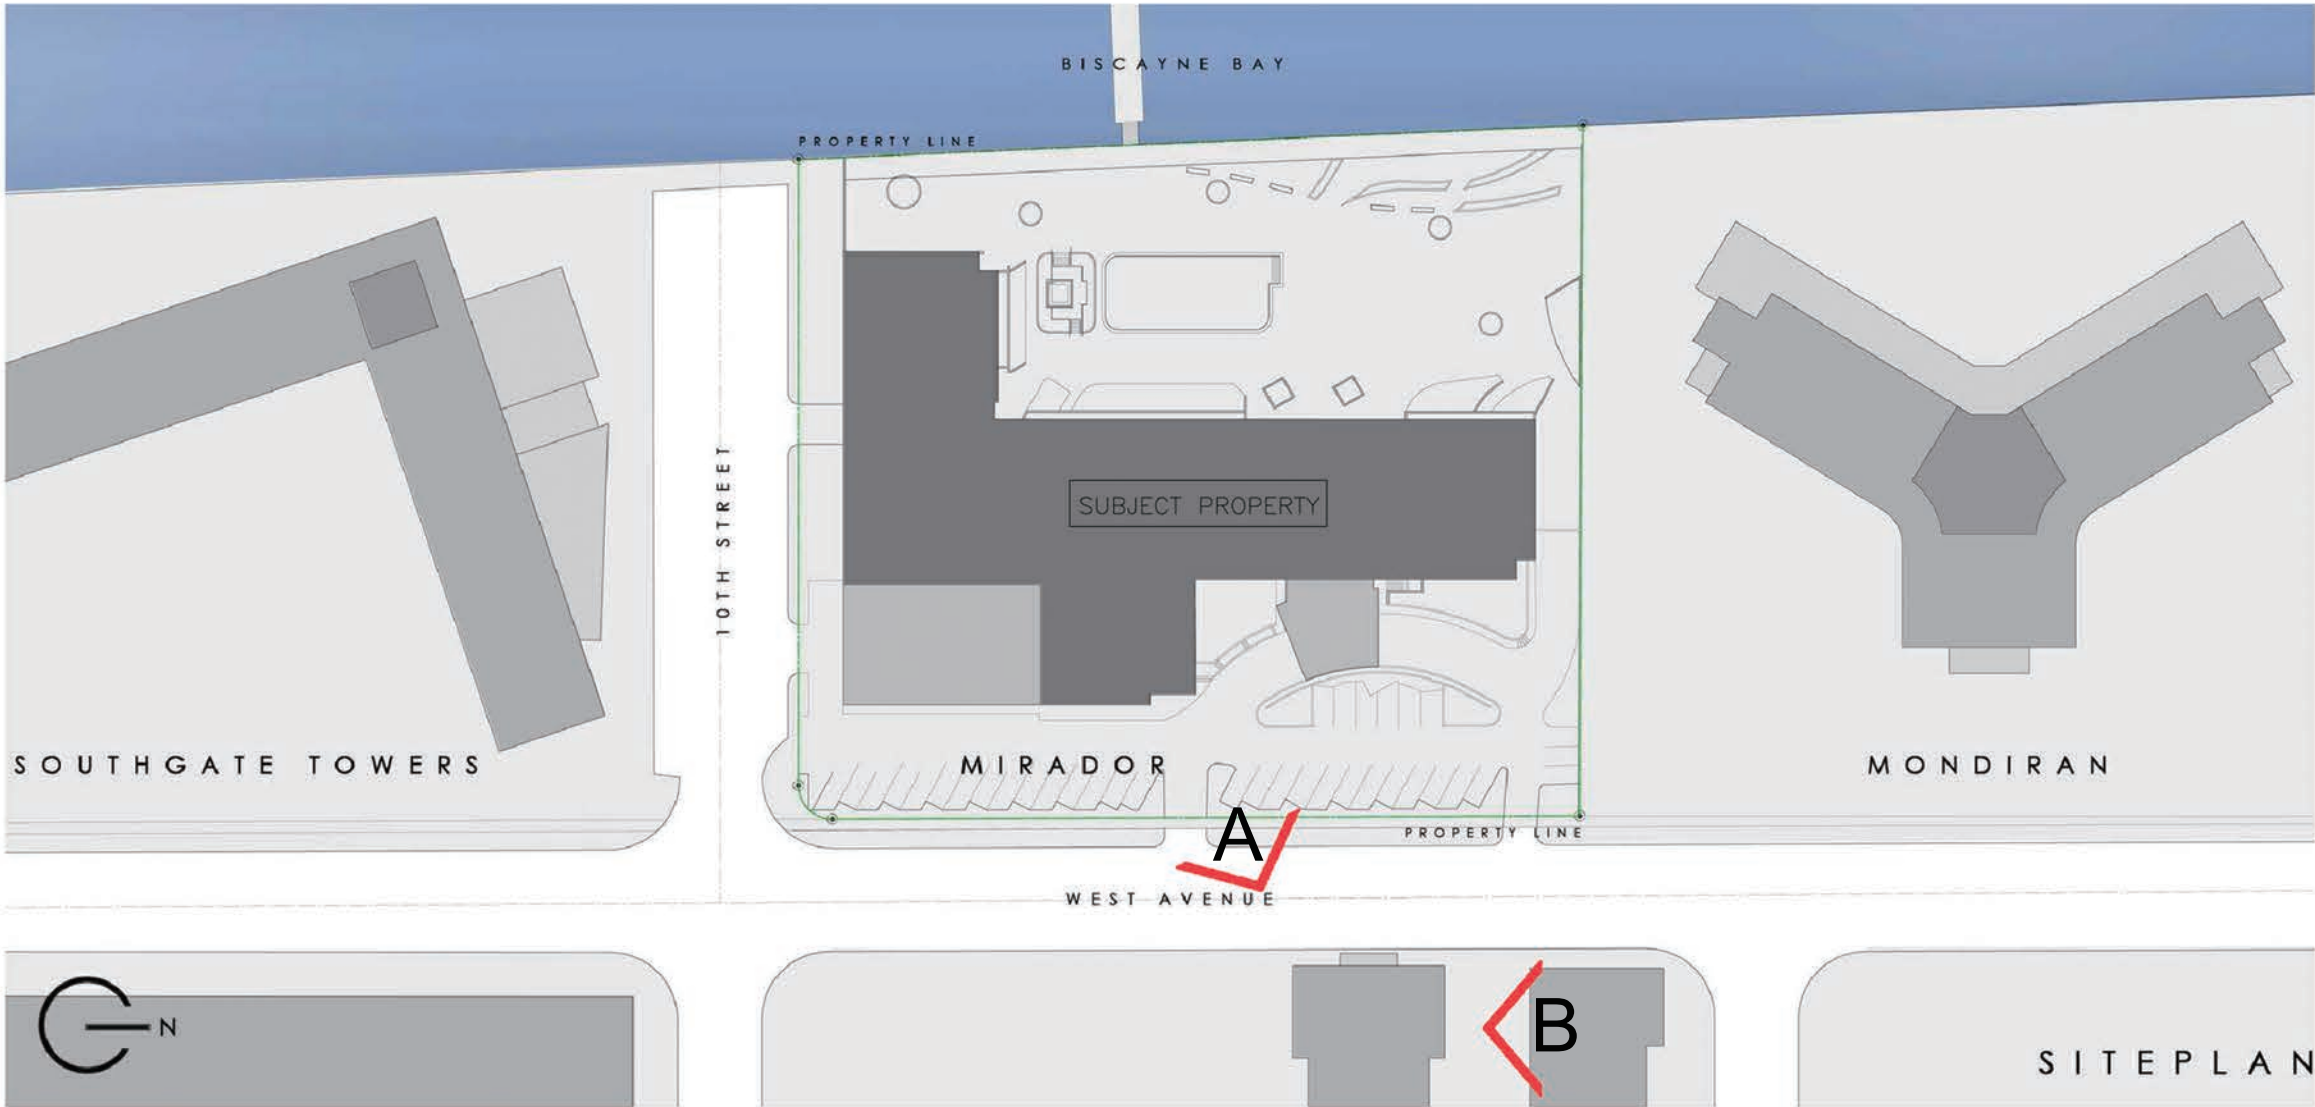 BISCAYNE BAY
PROPERTY LINE
SUBJECT PROPERTY
10TH STREET
SOUTHGATE TOWERS
MIRADOR
MONDIRAN
A
PROPERTY LINE
WEST AVENUE
N
B
SITEPLAN